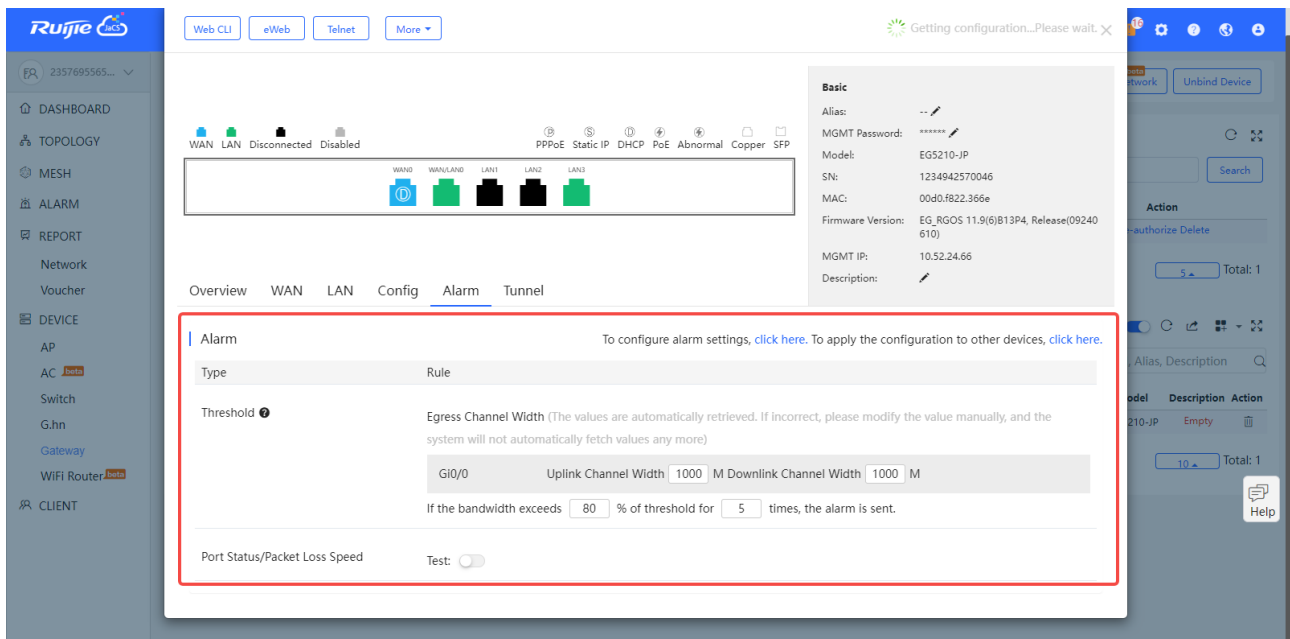 Ruijie JaCS
Web CLI eWeb Telnet More
Getting configuration...Please wait.
16
2357695565...
beta
etwork Unbind Device
DASHBOARD
TOPOLOGY
MESH
ALARM
REPORT
Network
Voucher
DEVICE
AP
AC beta
Switch
G.hn
Gateway
WiFi Router beta
CLIENT
WAN LAN Disconnected Disabled
PPPoE Static IP DHCP PoE Abnormal Copper SFP
WAN0 WAN/LAN0 LAN1 LAN2 LAN3
Basic
Alias: --
MGMT Password: ******
Model: EG5210-JP
SN: 1234942570046
MAC: 00d0.f822.366e
Firmware Version: EG_RGOS 11.9(6)B13P4, Release(09240
610)
MGMT IP: 10.52.24.66
Description:
Overview WAN LAN Config Alarm Tunnel
Alarm
To configure alarm settings, click here. To apply the configuration to other devices, click here.
Type Rule
Threshold
Egress Channel Width (The values are automatically retrieved. If incorrect, please modify the value manually, and the
system will not automatically fetch values any more)
Gi0/0 Uplink Channel Width 1000 M Downlink Channel Width 1000 M
If the bandwidth exceeds 80 % of threshold for 5 times, the alarm is sent.
Port Status/Packet Loss Speed Test:
Search
Action
-authorize Delete
5 Total: 1
, Alias, Description
odel Description Action
210-JP Empty
10 Total: 1
Help